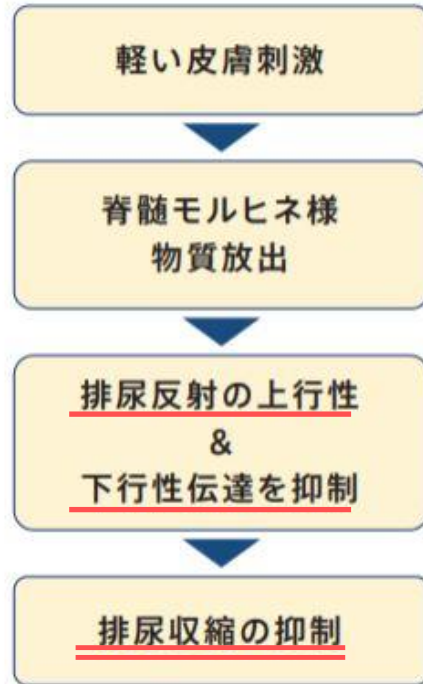 軽い皮膚刺激
脊髄モルヒネ様
物質放出
排尿反射の上行性
&
下行性伝達を抑制
排尿収縮の抑制